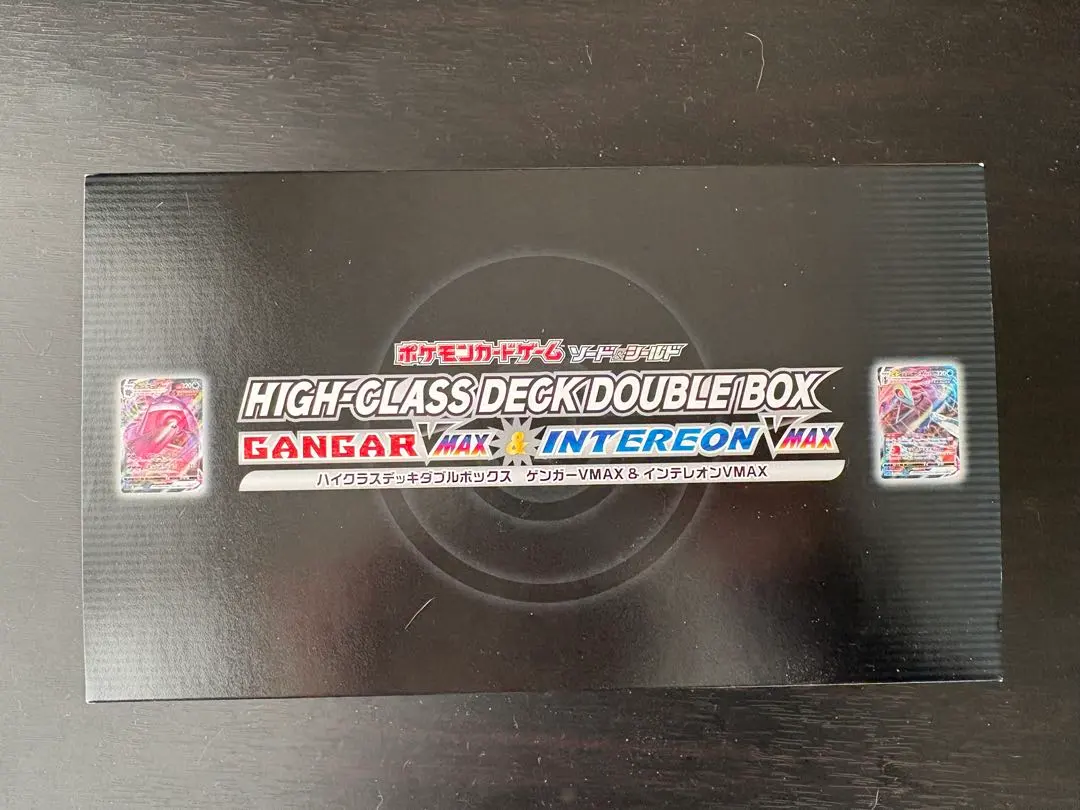 ポケモンカードゲーム ソード&シールド
HIGH-CLASS DECK DOUBLE BOX
GANGAR VMAX & INTEREON VMAX
ハイクラスデッキダブルボックス ゲンガーVMAX & インテレオンVMAX